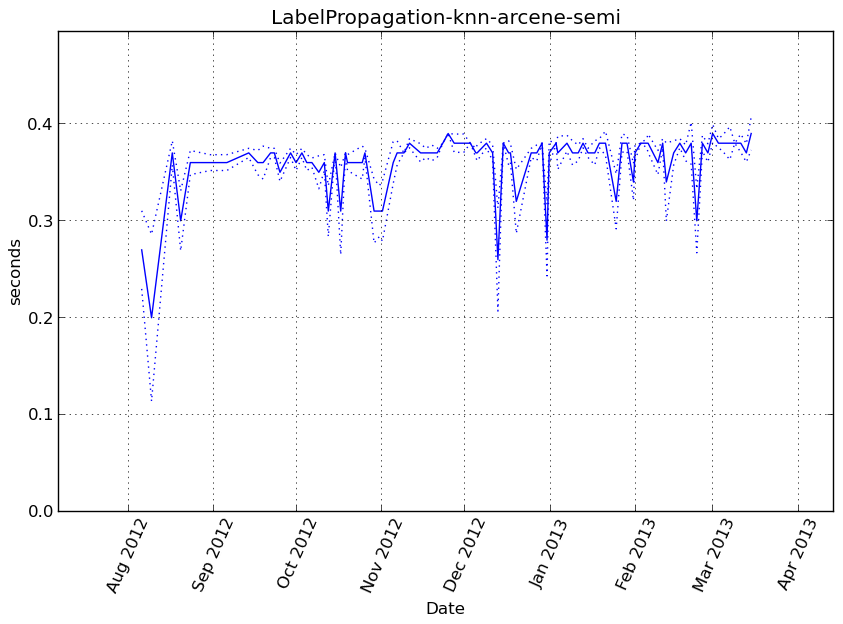 LabelPropagation-knn-arcene-semi
seconds
0.4
0.3
0.2
0.1
0.0
Aug 2012
Sep 2012
Oct 2012
Nov 2012
Dec 2012
Jan 2013
Feb 2013
Mar 2013
Apr 2013
Date